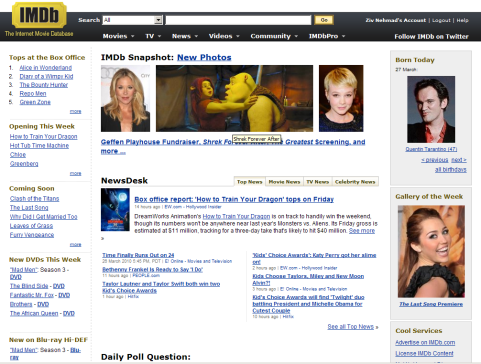 IMDb
The Internet Movie Database
Search
All
Go
Ziv Nehmad's Account | Logout | Help
Movies
TV
News
Videos
Community
IMDbPro
Follow IMDb on Twitter
Tops at the Box Office
1. Alice in Wonderland
2. Diary of a Wimpy Kid
3. The Bounty Hunter
4. Repo Men
5. Green Zone
more
Opening This Week
How to Train Your Dragon
Hot Tub Time Machine
Chloe
Greenberg
more
Coming Soon
Clash of the Titans
The Last Song
Why Did I Get Married Too
Leaves of Grass
Furry Vengeance
more
New DVDs This Week
"Mad Men": Season 3 -
DVD
The Blind Side - DVD
Fantastic Mr. Fox - DVD
Brothers - DVD
The African Queen - DVD
more
New on Blu-ray Hi-DEF
"Mad Men": Season 3 - Blu-
ray
IMDb Snapshot: New Photos
Shrek Forever After
Geffen Playhouse Fundraiser, Shrek Forever After, The Greatest Screening, and
more ...
NewsDesk
Top News
Movie News
TV News
Celebrity News
Box office report: 'How to Train Your Dragon' tops on Friday
14 hours ago | EW.com - Hollywood Insider
DreamWorks Animation's How to Train Your Dragon is on track to handily win the weekend,
though its numbers won't be anywhere near last year's Monsters vs. Aliens. Its Friday gross is
estimated at $11 million, tracking for a three-day take that's likely to hit $40 million. See more
»
Time Finally Runs Out on 24
26 March 2010 5:45 PM, PDT | E! Online - Movies and Television
Bethenny Frankel Is Ready to Say 'I Do'
11 hours ago | PEOPLE.com
Taylor Lautner and Taylor Swift both win two
Kid's Choice Awards
1 hour ago | Hitfix
'Kids' Choice Awards': Katy Perry got her slime
on!
2 hours ago | EW.com - Hollywood Insider
Kids Choose Taylors, Miley and New Moon
Alvin?!
3 hours ago | E! Online - Movies and Television
Kid's Choice Awards will find 'Twilight' duo
battling President and Michelle Obama for
Cutest Couple
10 hours ago | Hitfix
See all Top News »
Daily Poll Question:
Born Today
27 March
Quentin Tarantino (47)
« previous next »
all birthdays
Gallery of the Week
The Last Song Premiere
Cool Services
Advertise on IMDb.com
License IMDb Content